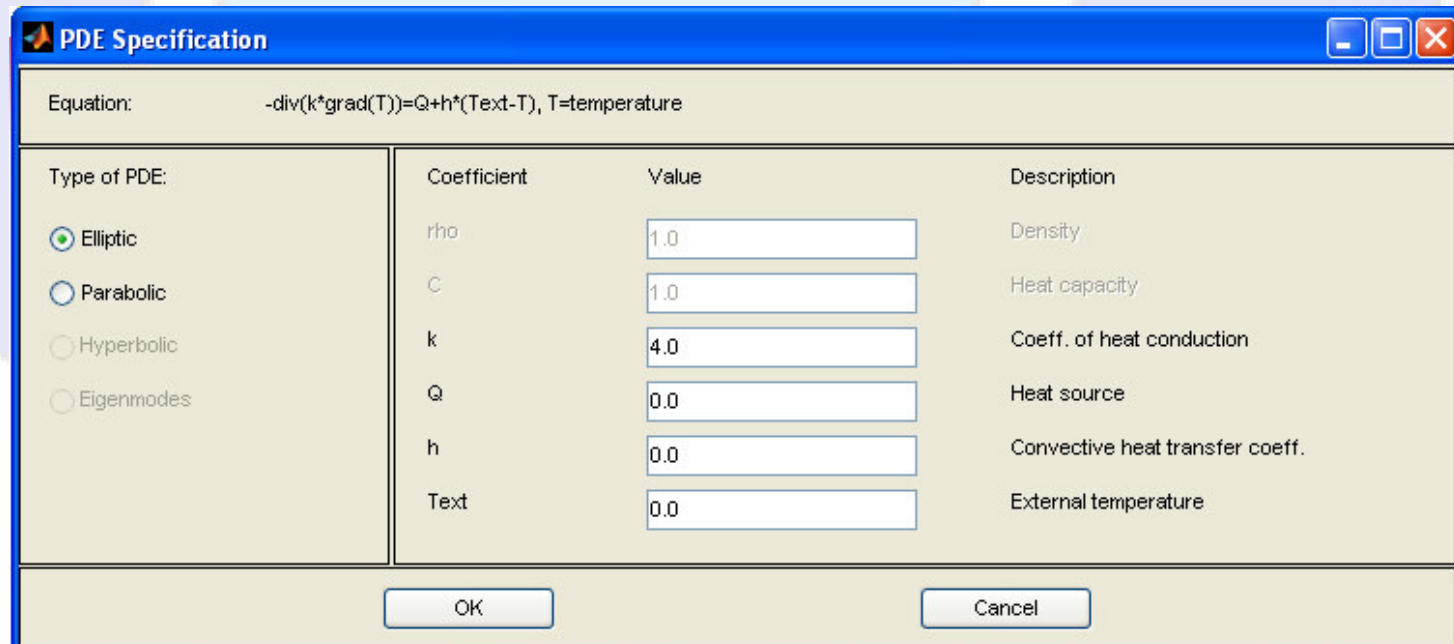 PDE Specification
Equation: -div(k*grad(T))=Q+h*(Text-T), T=temperature
Type of PDE:
Elliptic
Parabolic
Hyperbolic
Eigenmodes
Coefficient Value Description
rho 1.0 Density
C 1.0 Heat capacity
k 4.0 Coeff. of heat conduction
Q 0.0 Heat source
h 0.0 Convective heat transfer coeff.
Text 0.0 External temperature
OK Cancel